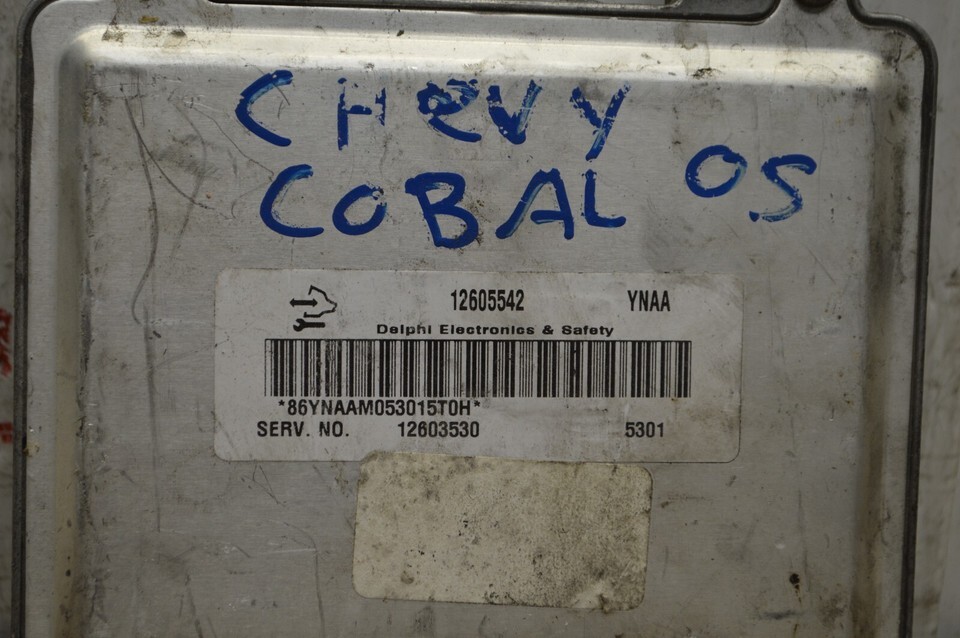 CHEVY
COBAL 05
12605542 YNAA
Delphi Electronics & Safety
*86YNAAM053015T0H*
SERV. NO. 12603530 5301